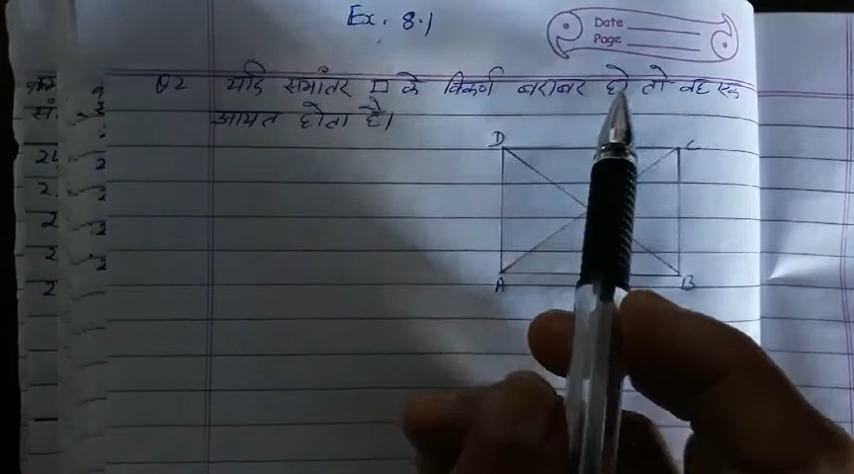 Ex. 8.1
Date
Page
Q2 यदि समांतर □ के विकर्ण बराबर हो तो वह एक
आयत होता है।
D C
A B